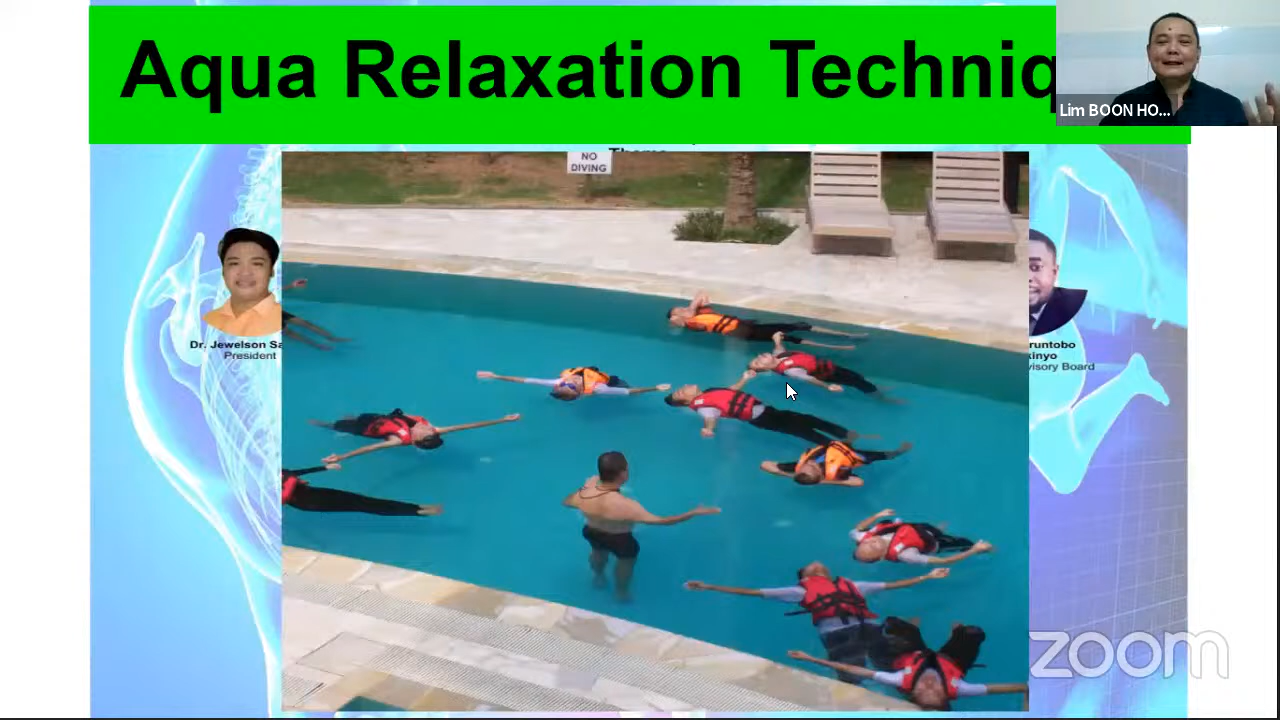 Aqua Relaxation Techniq
Lim BOON HO...
NO
DIVING
Dr. Jewelson Sa
President
runtobo
kinyo
visory Board
zoom